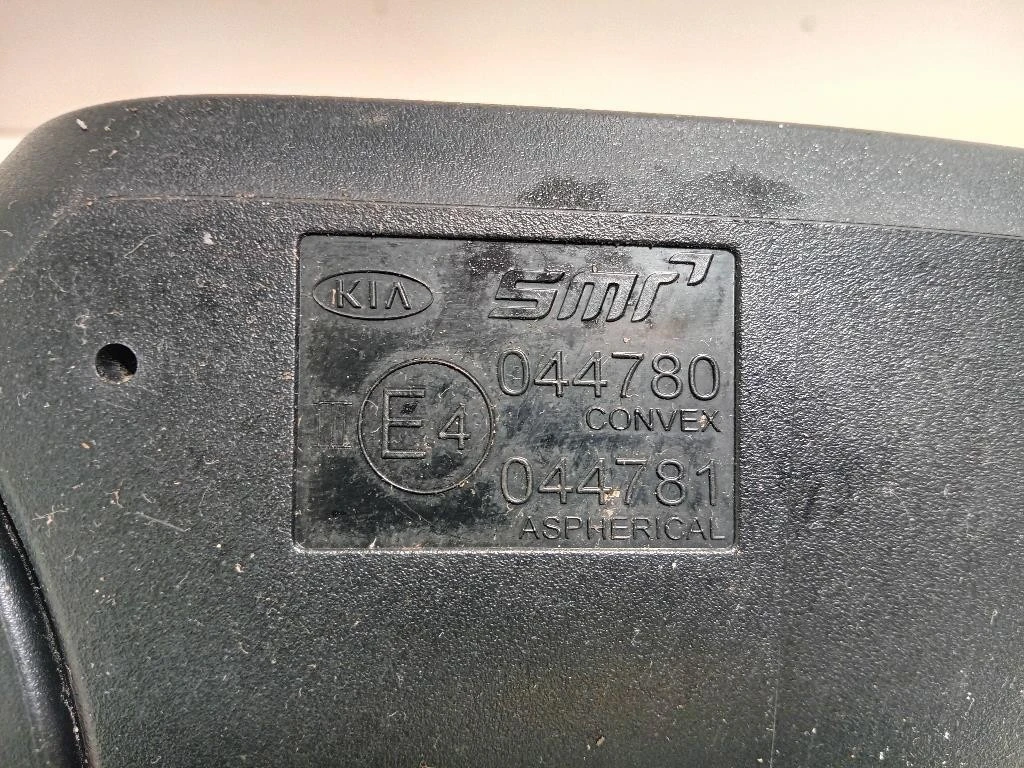 KIA smr
044780
CONVEX
III E4
044781
ASPHERICAL